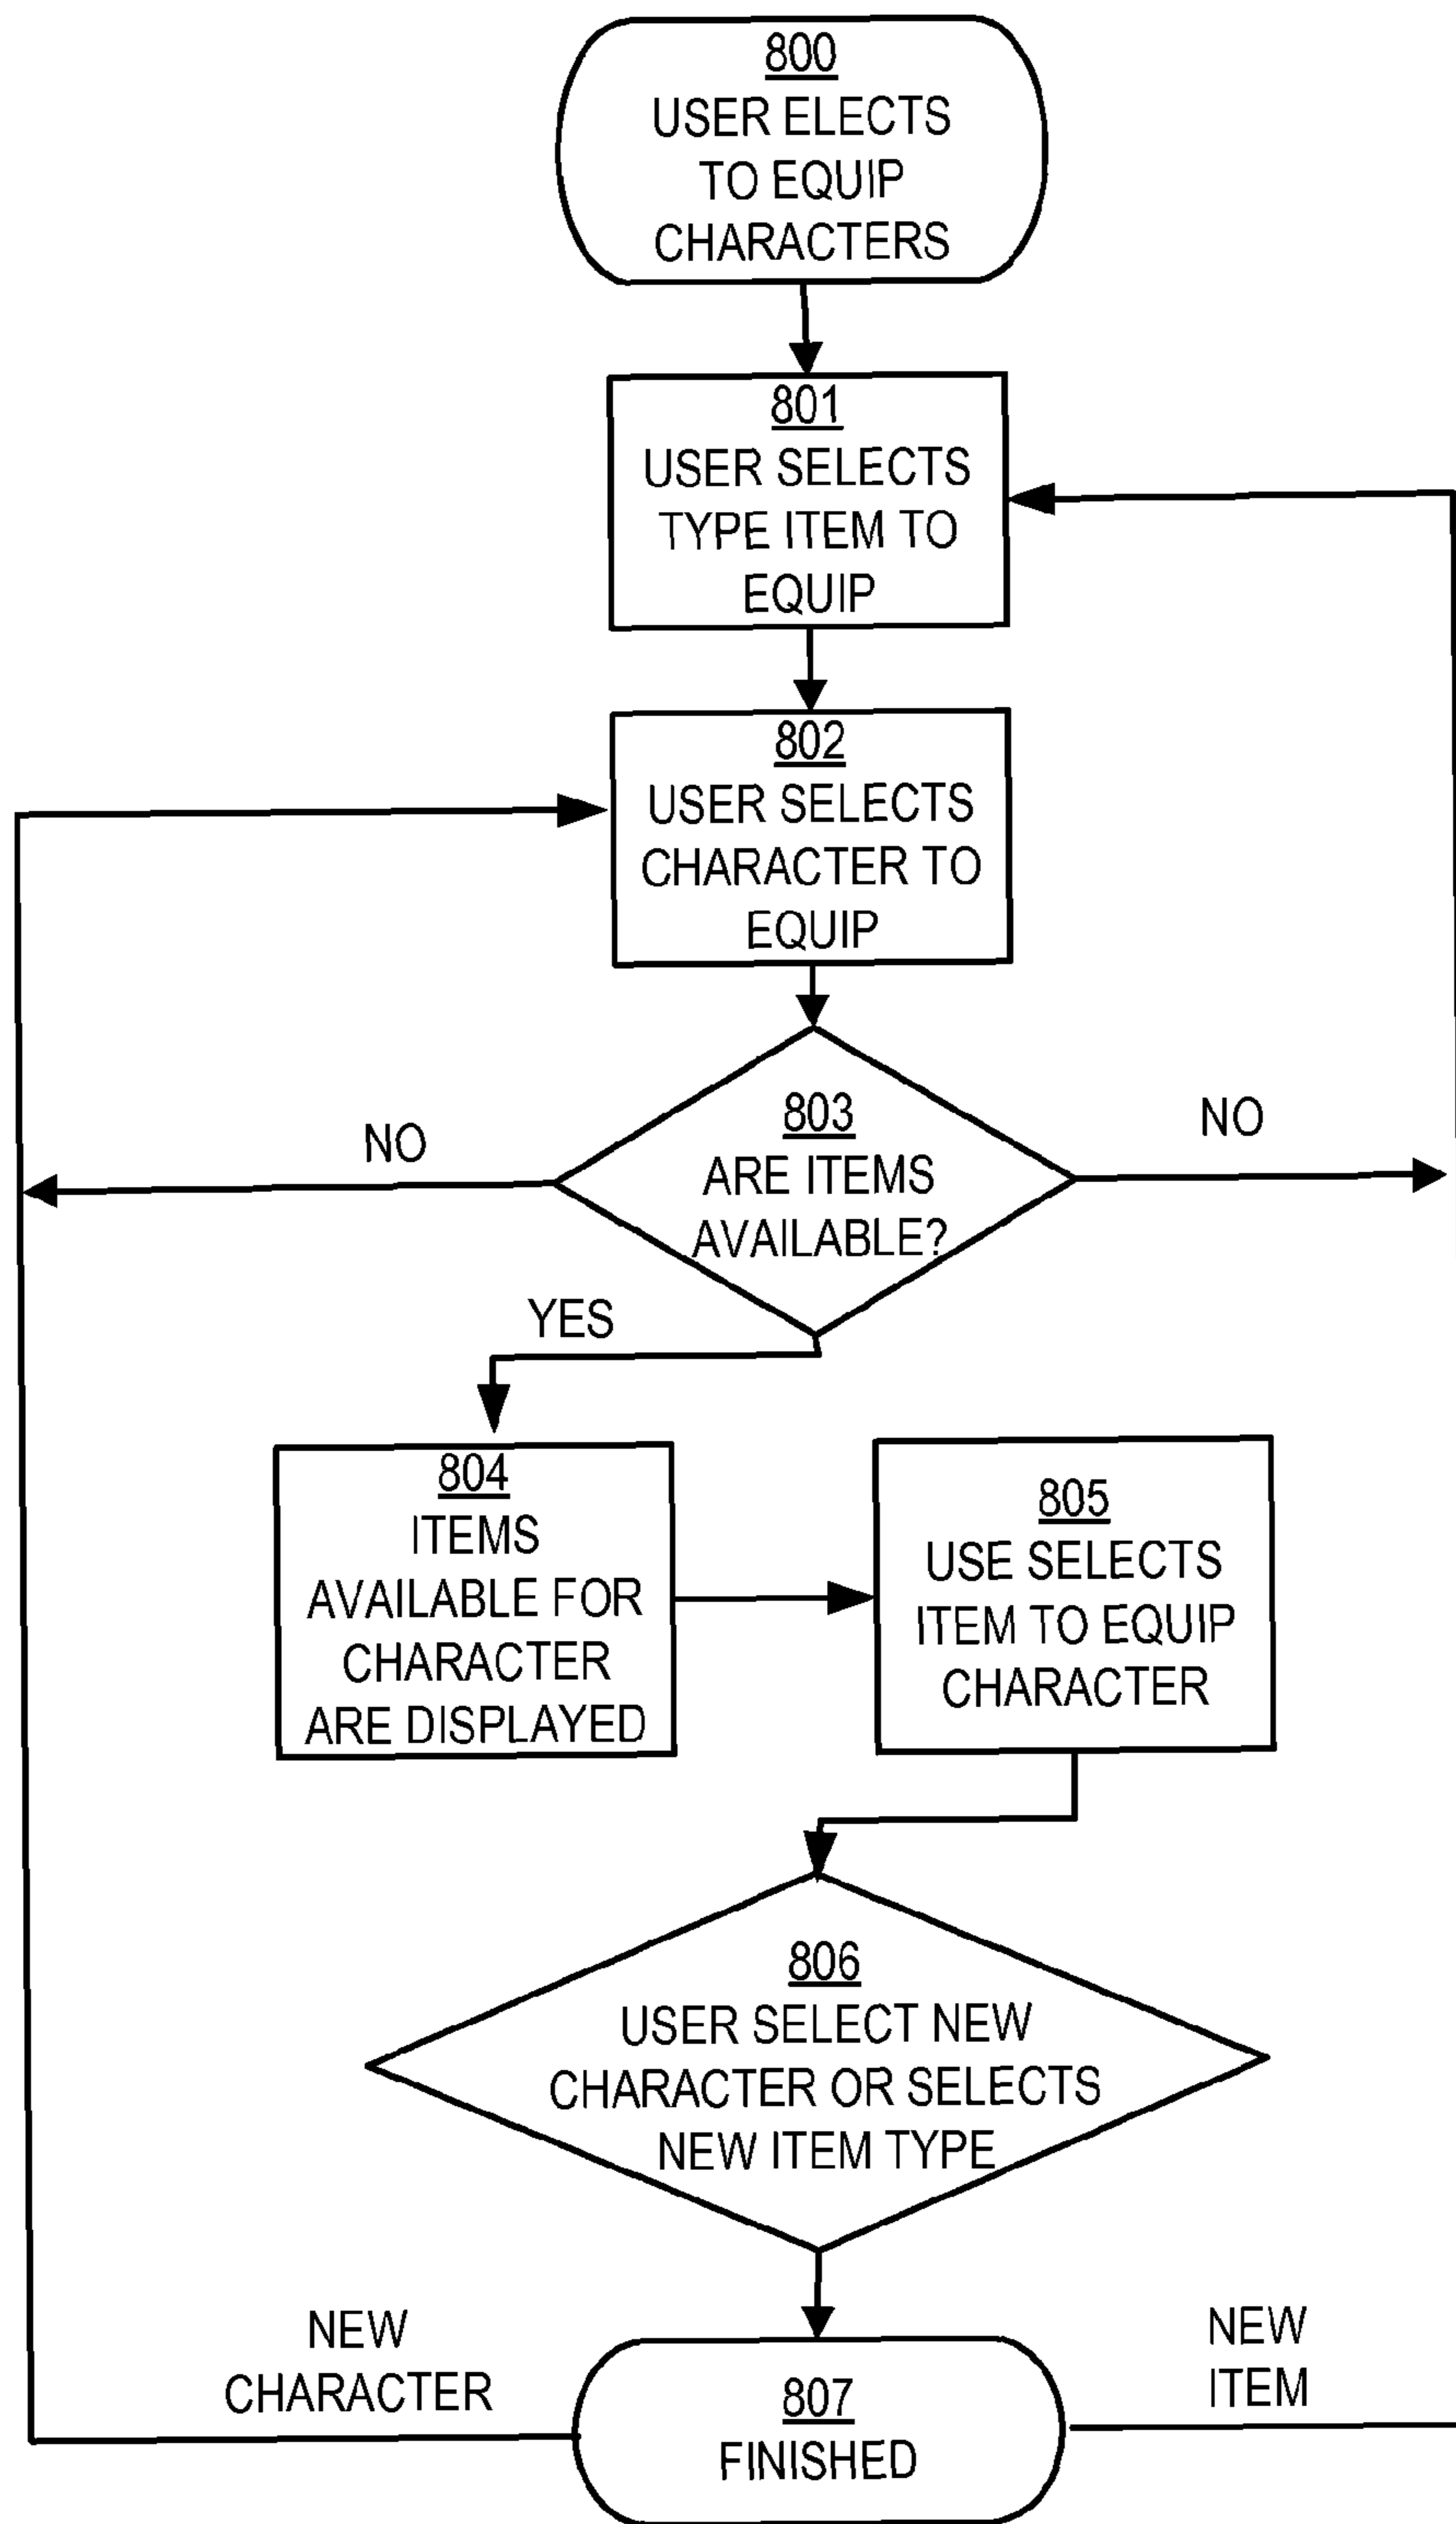 800
USER ELECTS
TO EQUIP
CHARACTERS
801
USER SELECTS
TYPE ITEM TO
EQUIP
802
USER SELECTS
CHARACTER TO
EQUIP
803
ARE ITEMS
AVAILABLE?
NO
NO
YES
804
ITEMS
AVAILABLE FOR
CHARACTER
ARE DISPLAYED
805
USE SELECTS
ITEM TO EQUIP
CHARACTER
806
USER SELECT NEW
CHARACTER OR SELECTS
NEW ITEM TYPE
NEW
CHARACTER
807
FINISHED
NEW
ITEM